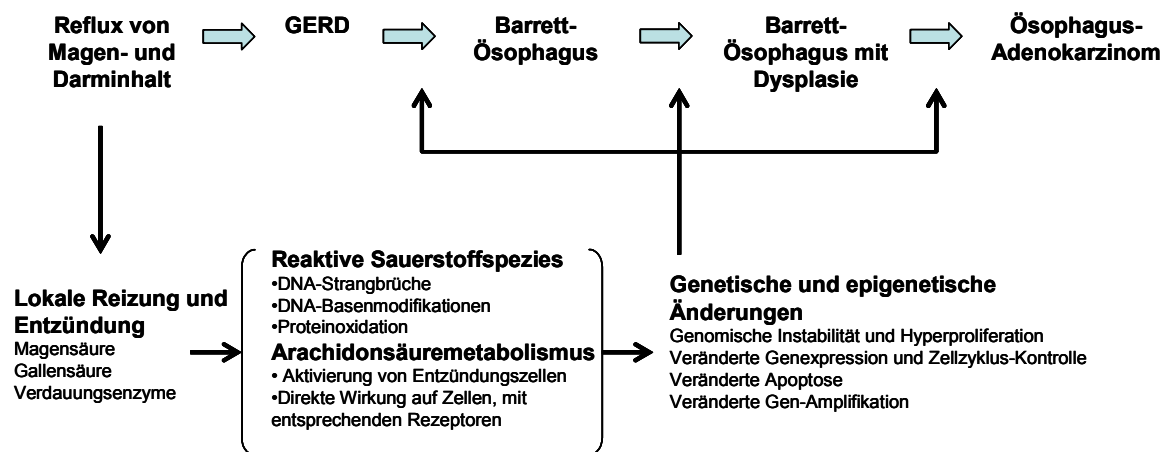 Reflux von
Magen- und
Darminhalt
GERD
Barrett-
Ösophagus
Barrett-
Ösophagus mit
Dysplasie
Ösophagus-
Adenokarzinom
Lokale Reizung und
Entzündung
Magensäure
Gallensäure
Verdauungsenzyme
Reaktive Sauerstoffspezies
•DNA-Strangbrüche
•DNA-Basenmodifikationen
•Proteinoxidation
Arachidonsäuremetabolismus
• Aktivierung von Entzündungszellen
•Direkte Wirkung auf Zellen, mit
entsprechenden Rezeptoren
Genetische und epigenetische
Änderungen
Genomische Instabilität und Hyperproliferation
Veränderte Genexpression und Zellzyklus-Kontrolle
Veränderte Apoptose
Veränderte Gen-Amplifikation